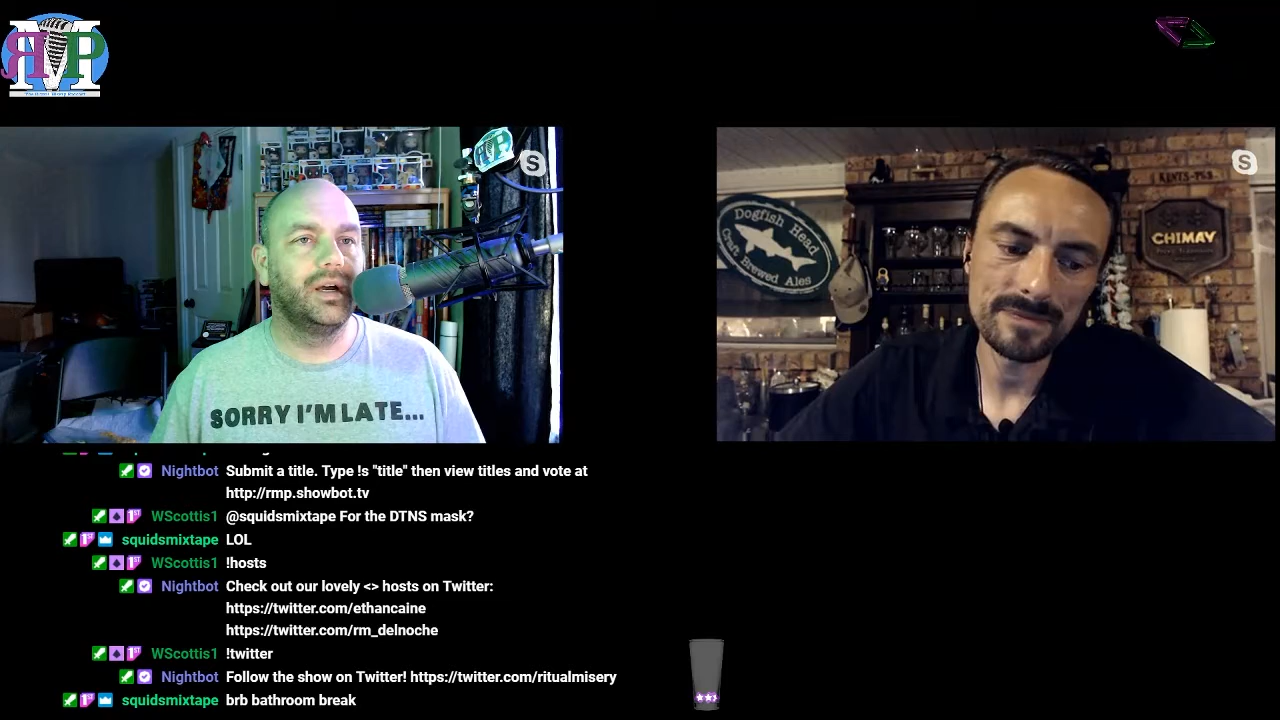 RMP
S
S
Dogfish Head
Craft Brewed Ales
KENT'S PUB
CHIMAY
SORRY I'M LATE...
Nightbot Submit a title. Type !s "title" then view titles and vote at
http://rmp.showbot.tv
WScottis1 @squidsmixtape For the DTNS mask?
squidsmixtape LOL
WScottis1 !hosts
Nightbot Check out our lovely <> hosts on Twitter:
https://twitter.com/ethancaine
https://twitter.com/rm_delnoche
WScottis1 !twitter
Nightbot Follow the show on Twitter! https://twitter.com/ritualmisery
squidsmixtape brb bathroom break